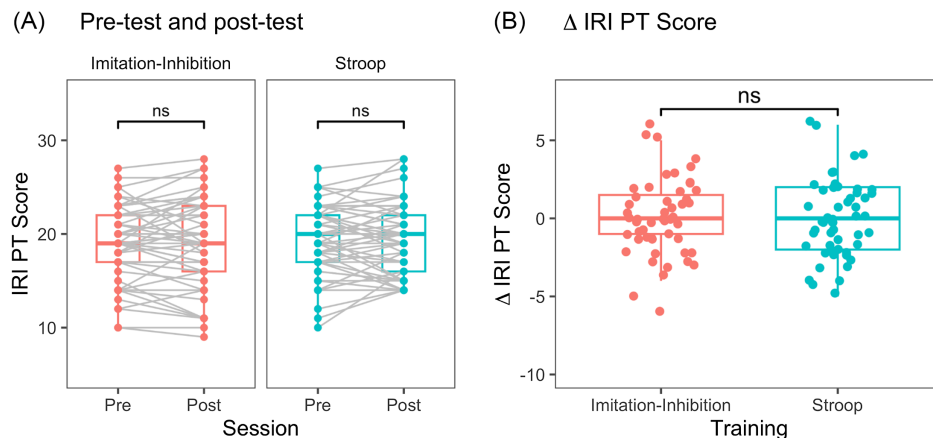 (A) Pre-test and post-test
Imitation-Inhibition Stroop
ns ns
30
20
10
IRI PT Score
Pre Post Pre Post
Session
(B) Δ IRI PT Score
ns
5
0
-5
-10
Δ IRI PT Score
Imitation-Inhibition Stroop
Training